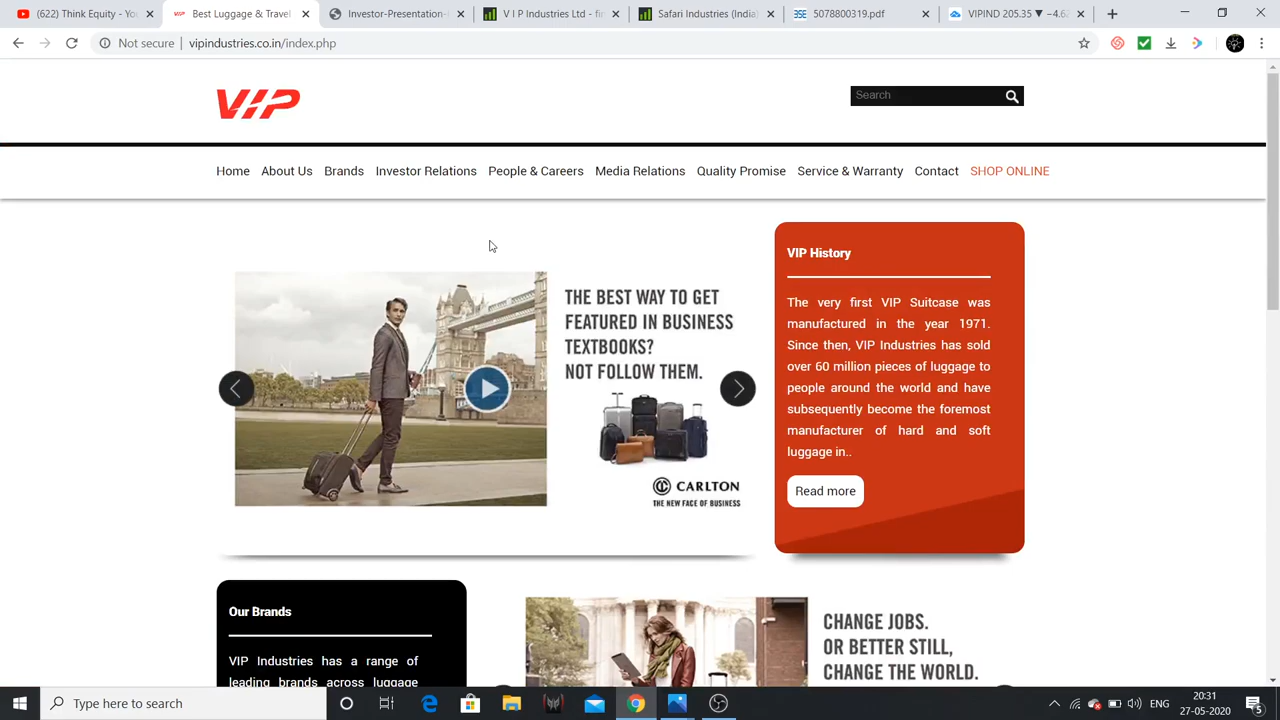 (622) Think Equity - You
Best Luggage & Travel
Investor-Presentation-
V I P Industries Ltd - fin
Safari Industries (India)
507880319.pdf
VIPIND 205.35 ▼ −4.62
Not secure | vipindustries.co.in/index.php
VIP
Search
Home About Us Brands Investor Relations People & Careers Media Relations Quality Promise Service & Warranty Contact SHOP ONLINE
THE BEST WAY TO GET
FEATURED IN BUSINESS
TEXTBOOKS?
NOT FOLLOW THEM.
CARLTON
THE NEW FACE OF BUSINESS
VIP History
The very first VIP Suitcase was
manufactured in the year 1971.
Since then, VIP Industries has sold
over 60 million pieces of luggage to
people around the world and have
subsequently become the foremost
manufacturer of hard and soft
luggage in..
Read more
Our Brands
VIP Industries has a range of
leading brands across luggage
CHANGE JOBS.
OR BETTER STILL,
CHANGE THE WORLD.
Type here to search
ENG
20:31
27-05-2020
5